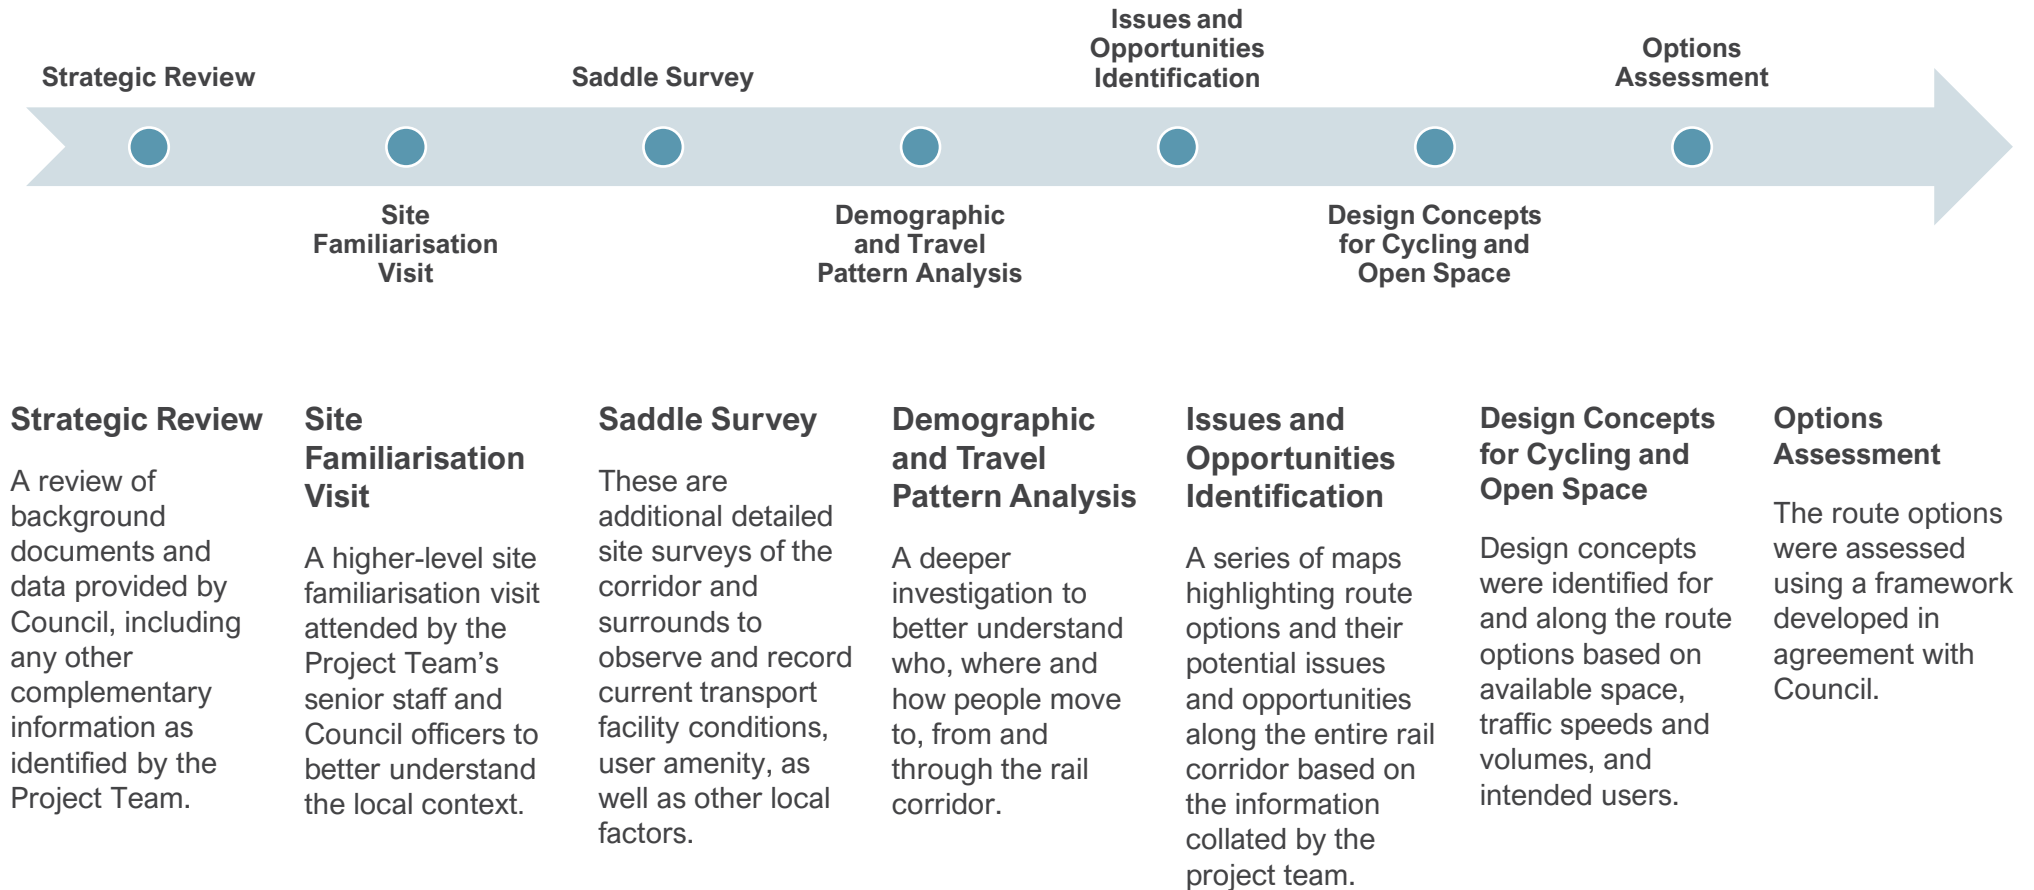 Strategic Review
Site
Familiarisation
Visit
Saddle Survey
Demographic
and Travel
Pattern Analysis
Issues and
Opportunities
Identification
Design Concepts
for Cycling and
Open Space
Options
Assessment
Strategic Review
A review of
background
documents and
data provided by
Council, including
any other
complementary
information as
identified by the
Project Team.
Site
Familiarisation
Visit
A higher-level site
familiarisation visit
attended by the
Project Team’s
senior staff and
Council officers to
better understand
the local context.
Saddle Survey
These are
additional detailed
site surveys of the
corridor and
surrounds to
observe and record
current transport
facility conditions,
user amenity, as
well as other local
factors.
Demographic
and Travel
Pattern Analysis
A deeper
investigation to
better understand
who, where and
how people move
to, from and
through the rail
corridor.
Issues and
Opportunities
Identification
A series of maps
highlighting route
options and their
potential issues
and opportunities
along the entire rail
corridor based on
the information
collated by the
project team.
Design Concepts
for Cycling and
Open Space
Design concepts
were identified for
and along the route
options based on
available space,
traffic speeds and
volumes, and
intended users.
Options
Assessment
The route options
were assessed
using a framework
developed in
agreement with
Council.